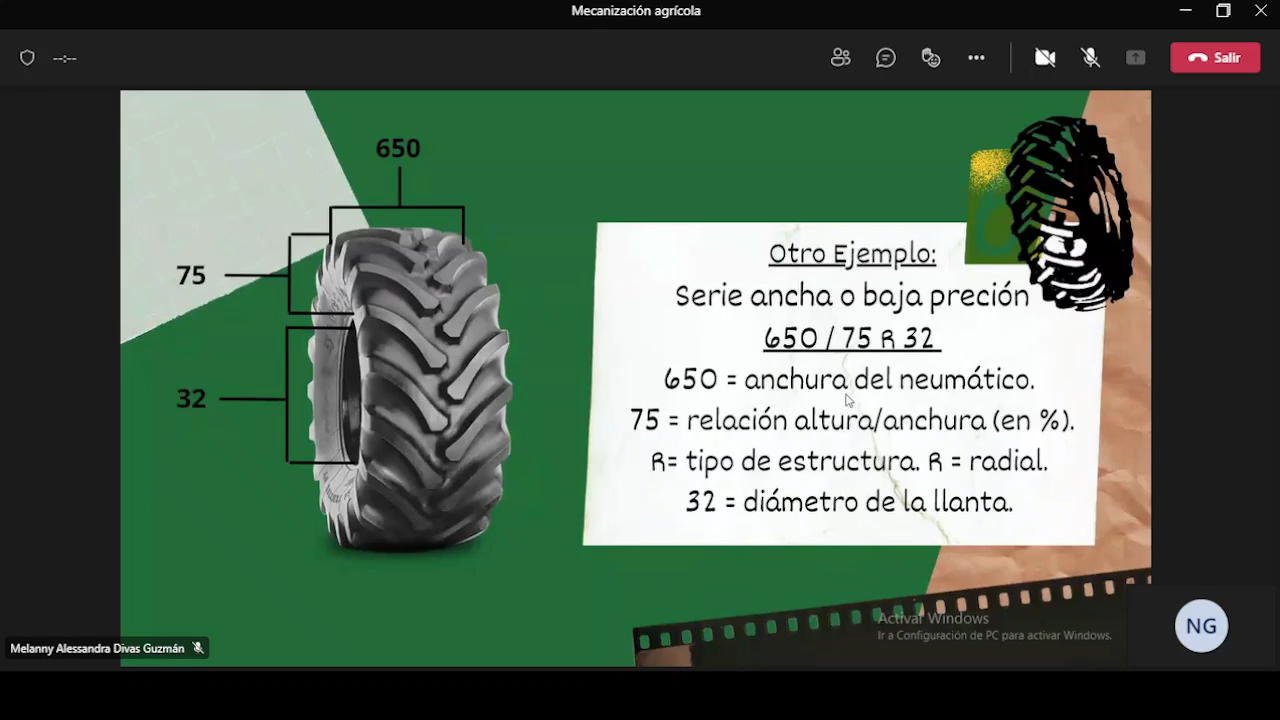 Mecanización agrícola
--:--
Salir
650
75
32
Otro Ejemplo:
Serie ancha o baja preción
650 / 75 R 32
650 = anchura del neumático.
75 = relación altura/anchura (en %).
R= tipo de estructura. R = radial.
32 = diámetro de la llanta.
Activar Windows
Ir a Configuración de PC para activar Windows.
NG
Melanny Alessandra Divas Guzmán